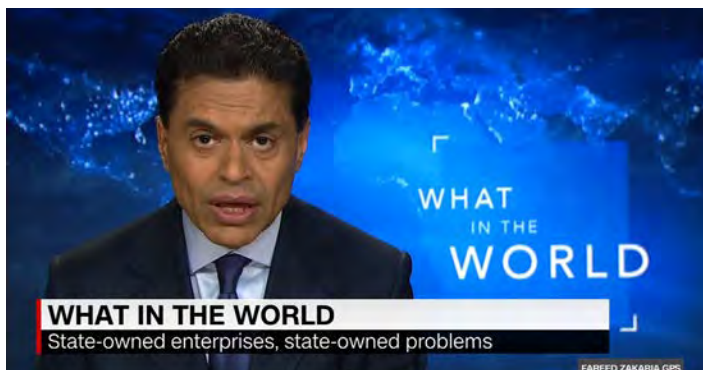 WHAT
IN THE
WORLD
WHAT IN THE WORLD
State-owned enterprises, state-owned problems
FAREED ZAKARIA GPS